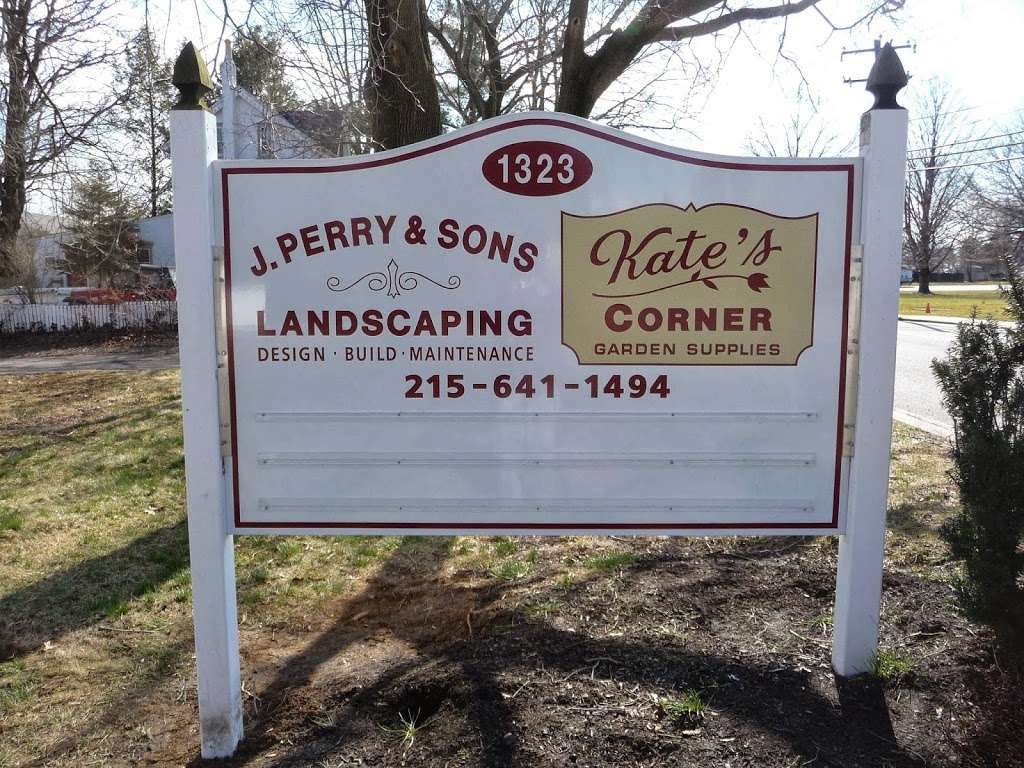 1323
J. PERRY & SONS
LANDSCAPING
DESIGN · BUILD · MAINTENANCE
Kate's
CORNER
GARDEN SUPPLIES
215-641-1494